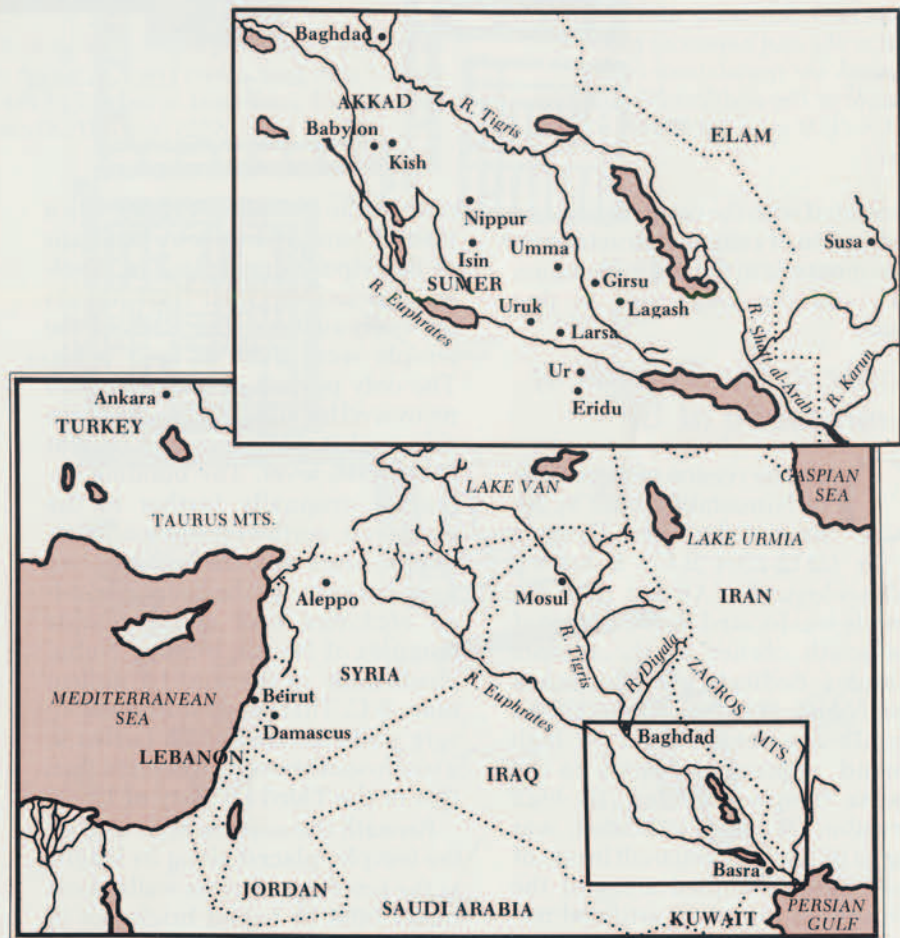 Baghdad
AKKAD
R. Tigris
Babylon
Kish
ELAM
Nippur
Susa
Isin
Umma
SUMER
Girsu
R. Euphrates
Uruk
Lagash
Larsa
R. Shatt al-Arab
Ur
R. Karun
Eridu
Ankara
TURKEY
LAKE VAN
CASPIAN
SEA
TAURUS MTS.
LAKE URMIA
Aleppo
Mosul
IRAN
R. Tigris
R. Diyala
ZAGROS
MTS.
SYRIA
R. Euphrates
MEDITERRANEAN
SEA
Beirut
Damascus
Baghdad
LEBANON
IRAQ
Basra
JORDAN
SAUDI ARABIA
KUWAIT
PERSIAN
GULF